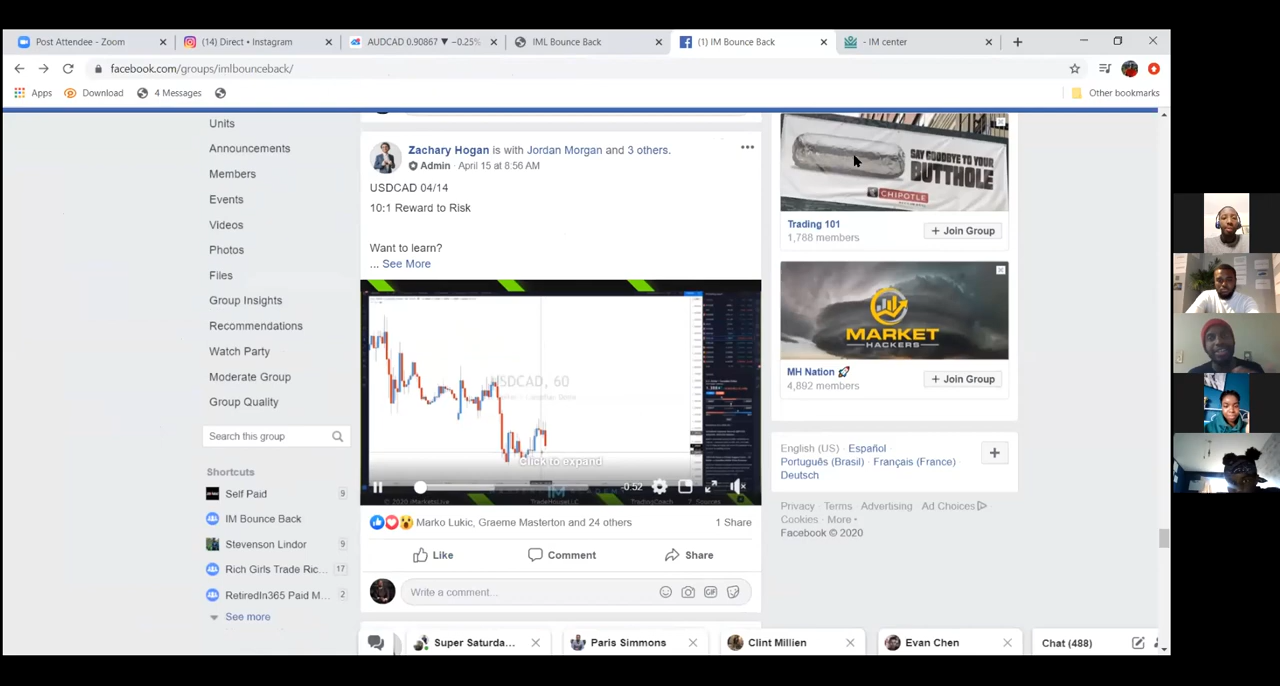 Post Attendee - Zoom
(14) Direct • Instagram
AUDCAD 0.90867 ▼ −0.25%
IML Bounce Back
(1) IM Bounce Back
- IM center
facebook.com/groups/imlbounceback/
Apps
Download
4 Messages
Other bookmarks
Units
Announcements
Members
Events
Videos
Photos
Files
Group Insights
Recommendations
Watch Party
Moderate Group
Group Quality
Search this group
Shortcuts
Self Paid 9
IM Bounce Back
Stevenson Lindor 9
Rich Girls Trade Ric... 17
RetiredIn365 Paid M... 2
See more
Zachary Hogan is with Jordan Morgan and 3 others.
Admin · April 15 at 8:56 AM
USDCAD 04/14
10:1 Reward to Risk
Want to learn?
... See More
USDCAD, 60
Click to expand
-0:52
© 2020 iMarketsLive
TradeHouse
TradingCoach
? Sources
Marko Lukic, Graeme Masterton and 24 others
1 Share
Like
Comment
Share
Write a comment...
SAY GOODBYE TO YOUR
BUTTHOLE
CHIPOTLE
Trading 101
1,788 members
+ Join Group
MARKET
HACKERS
MH Nation 🚀
4,892 members
+ Join Group
English (US) · Español ·
Português (Brasil) · Français (France) ·
Deutsch
Privacy · Terms · Advertising · Ad Choices
Cookies · More
Facebook © 2020
Super Saturda...
Paris Simmons
Clint Millien
Evan Chen
Chat (488)